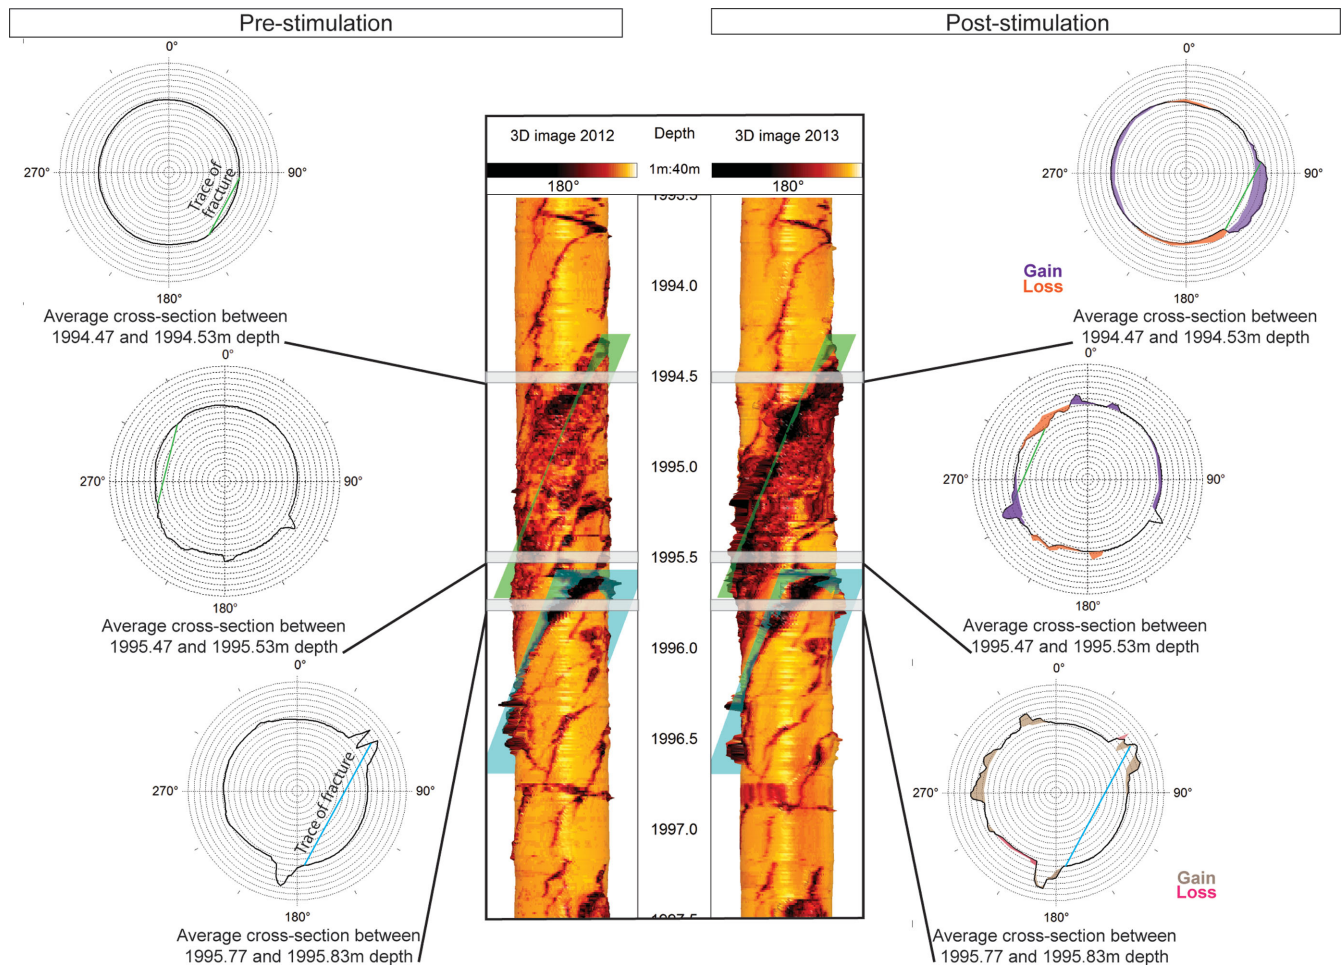 Pre-stimulation
Post-stimulation
0°
90°
180°
270°
Trace of
fracture
Average cross-section between
1994.47 and 1994.53m depth
0°
90°
180°
270°
Average cross-section between
1995.47 and 1995.53m depth
0°
90°
180°
270°
Trace of fracture
Average cross-section between
1995.77 and 1995.83m depth
3D image 2012
Depth
3D image 2013
1m:40m
180°
180°
1993.5
1994.0
1994.5
1995.0
1995.5
1996.0
1996.5
1997.0
1997.5
0°
90°
180°
270°
Gain
Loss
Average cross-section between
1994.47 and 1994.53m depth
0°
90°
180°
270°
Average cross-section between
1995.47 and 1995.53m depth
0°
90°
180°
270°
Gain
Loss
Average cross-section between
1995.77 and 1995.83m depth